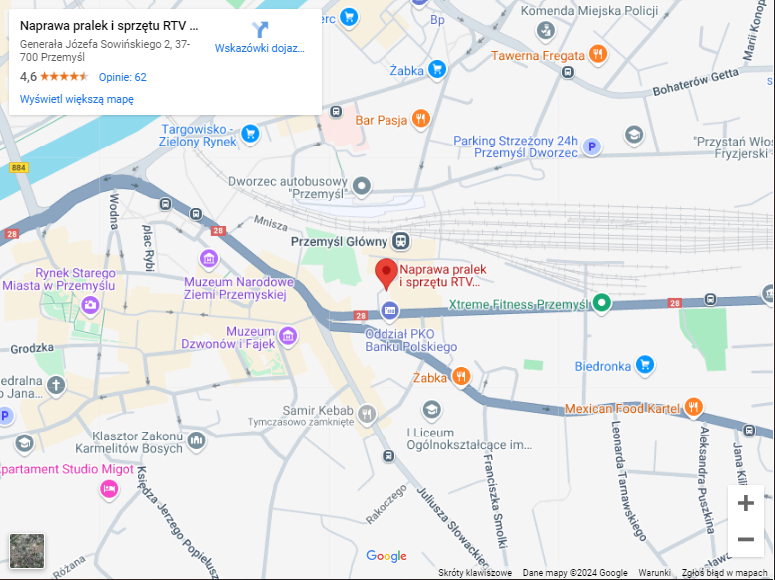 Naprawa pralek i sprzętu RTV ...
Generała Józefa Sowińskiego 2, 37-
700 Przemyśl
4,6
Opinie: 62
Wyświetl większą mapę
Wskazówki dojaz...
erc
Bp
Komenda Miejska Policji
Marii Konop
Tawerna Fregata
Żabka
Bohaterów Getta
Bar Pasja
Targowisko -
Zielony Rynek
Parking Strzeżony 24h
Przemyśl Dworzec
P
"Przystań Włos
Fryzjerski
884
Dworzec autobusowy
"Przemyśl"
Wodna
plac Rybi
Mnisza
28
28
Przemyśl Główny
Rynek Starego
Miasta w Przemyślu
Muzeum Narodowe
Ziemi Przemyskiej
Naprawa pralek
i sprzętu RTV...
Xtreme Fitness Przemyśl
28
28
Muzeum
Dzwonów i Fajek
Oddział PKO
Banku Polskiego
Grodzka
Żabka
Biedronka
edralna
o Jana...
P
Samir Kebab
Tymczasowo zamknięte
Mexican Food Kartel
I Liceum
Ogólnokształcące im...
Klasztor Zakonu
Karmelitów Bosych
partament Studio Migot
Księdza Jerzego Popiełus
Rakoczego
Juliusza Słowackiego
Franciszka Smolki
Leonarda Tarnawskiego
Aleksandra Puszkina
Jana Kili
Różana
+
−
Google
Skróty klawiszowe
Dane mapy ©2024 Google
Warunki
Zgłoś błąd w mapach